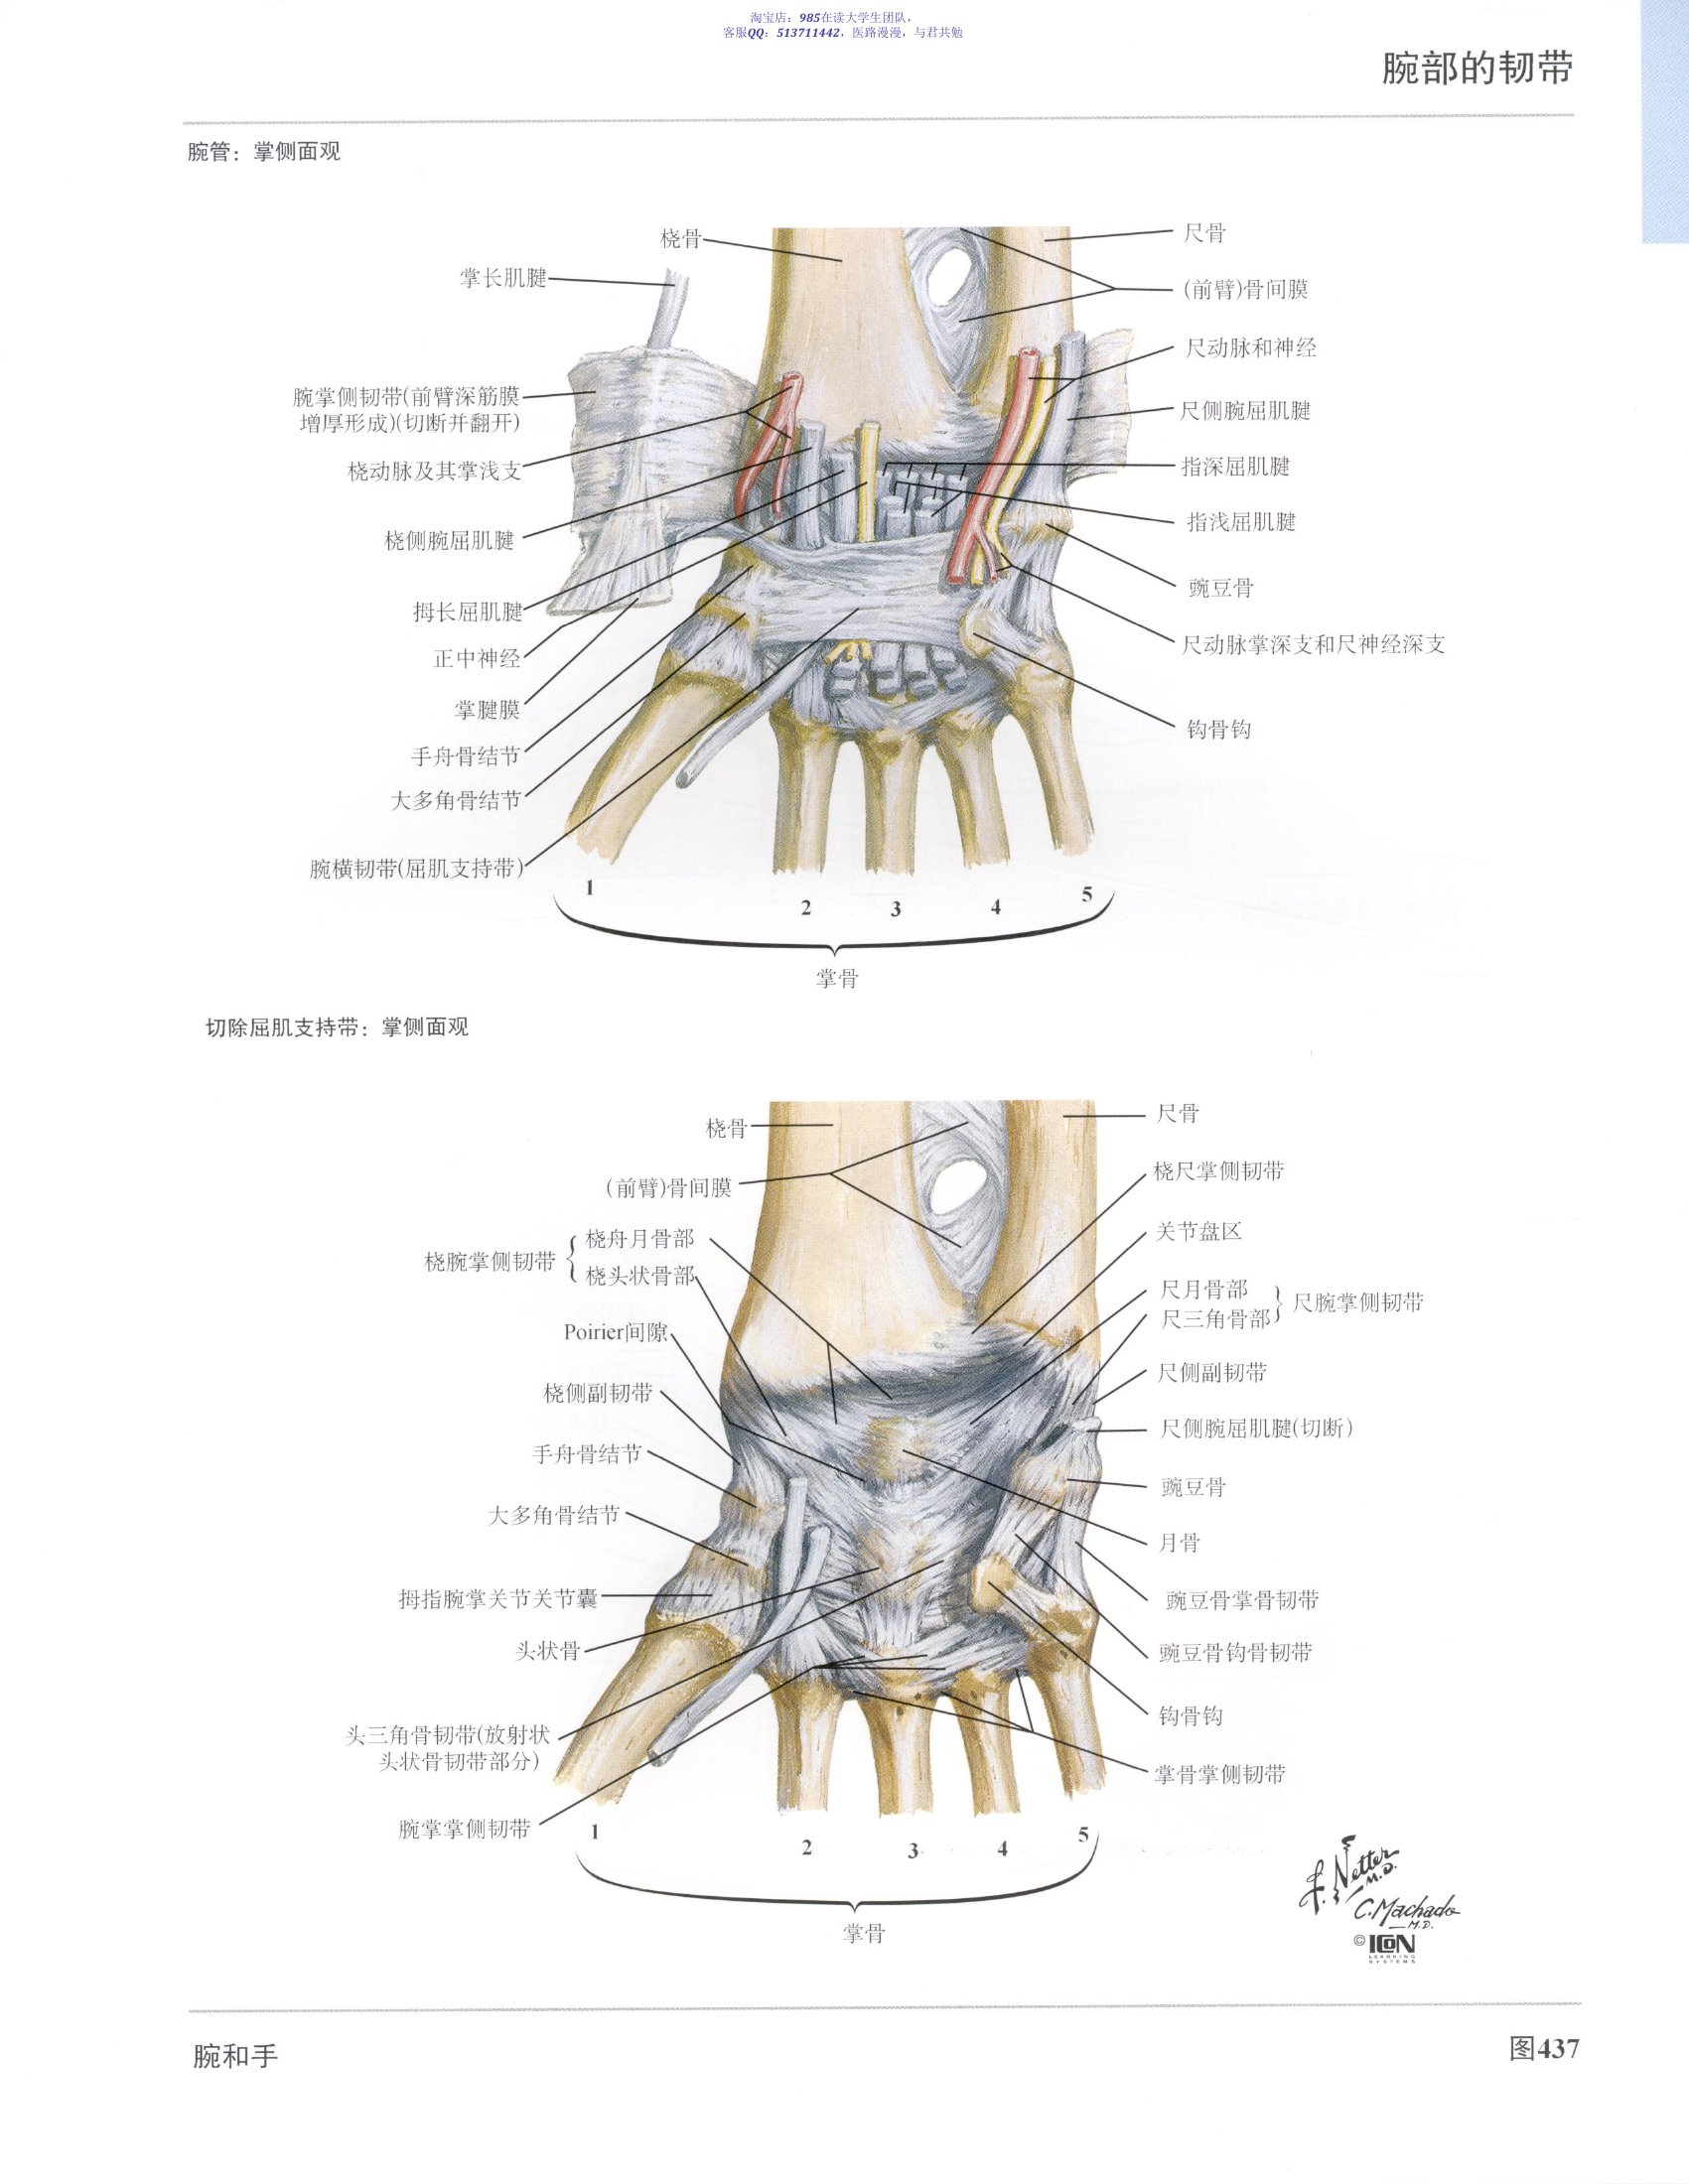 淘宝店：985在读大学生团队，
客服QQ：513711442，医路漫漫，与君共勉
腕部的韧带
腕管：掌侧面观
桡骨
掌长肌腱
腕掌侧韧带(前臂深筋膜
增厚形成)(切断并翻开)
桡动脉及其掌浅支
桡侧腕屈肌腱
拇长屈肌腱
正中神经
掌腱膜
手舟骨结节
大多角骨结节
腕横韧带(屈肌支持带)
尺骨
(前臂)骨间膜
尺动脉和神经
尺侧腕屈肌腱
指深屈肌腱
指浅屈肌腱
豌豆骨
尺动脉掌深支和尺神经深支
钩骨钩
1
2
3
4
5
掌骨
切除屈肌支持带：掌侧面观
桡骨
(前臂)骨间膜
桡腕掌侧韧带
桡舟月骨部
桡头状骨部
Poirier间隙
桡侧副韧带
手舟骨结节
大多角骨结节
拇指腕掌关节关节囊
头状骨
头三角骨韧带(放射状
头状骨韧带部分)
腕掌掌侧韧带
尺骨
桡尺掌侧韧带
关节盘区
尺月骨部
尺三角骨部
尺腕掌侧韧带
尺侧副韧带
尺侧腕屈肌腱(切断)
豌豆骨
月骨
豌豆骨掌骨韧带
豌豆骨钩骨韧带
钩骨钩
掌骨掌侧韧带
1
2
3
4
5
掌骨
F. Netter M.D.
C. Machado M.D.
© ICON
LEARNING
SYSTEMS
腕和手
图437